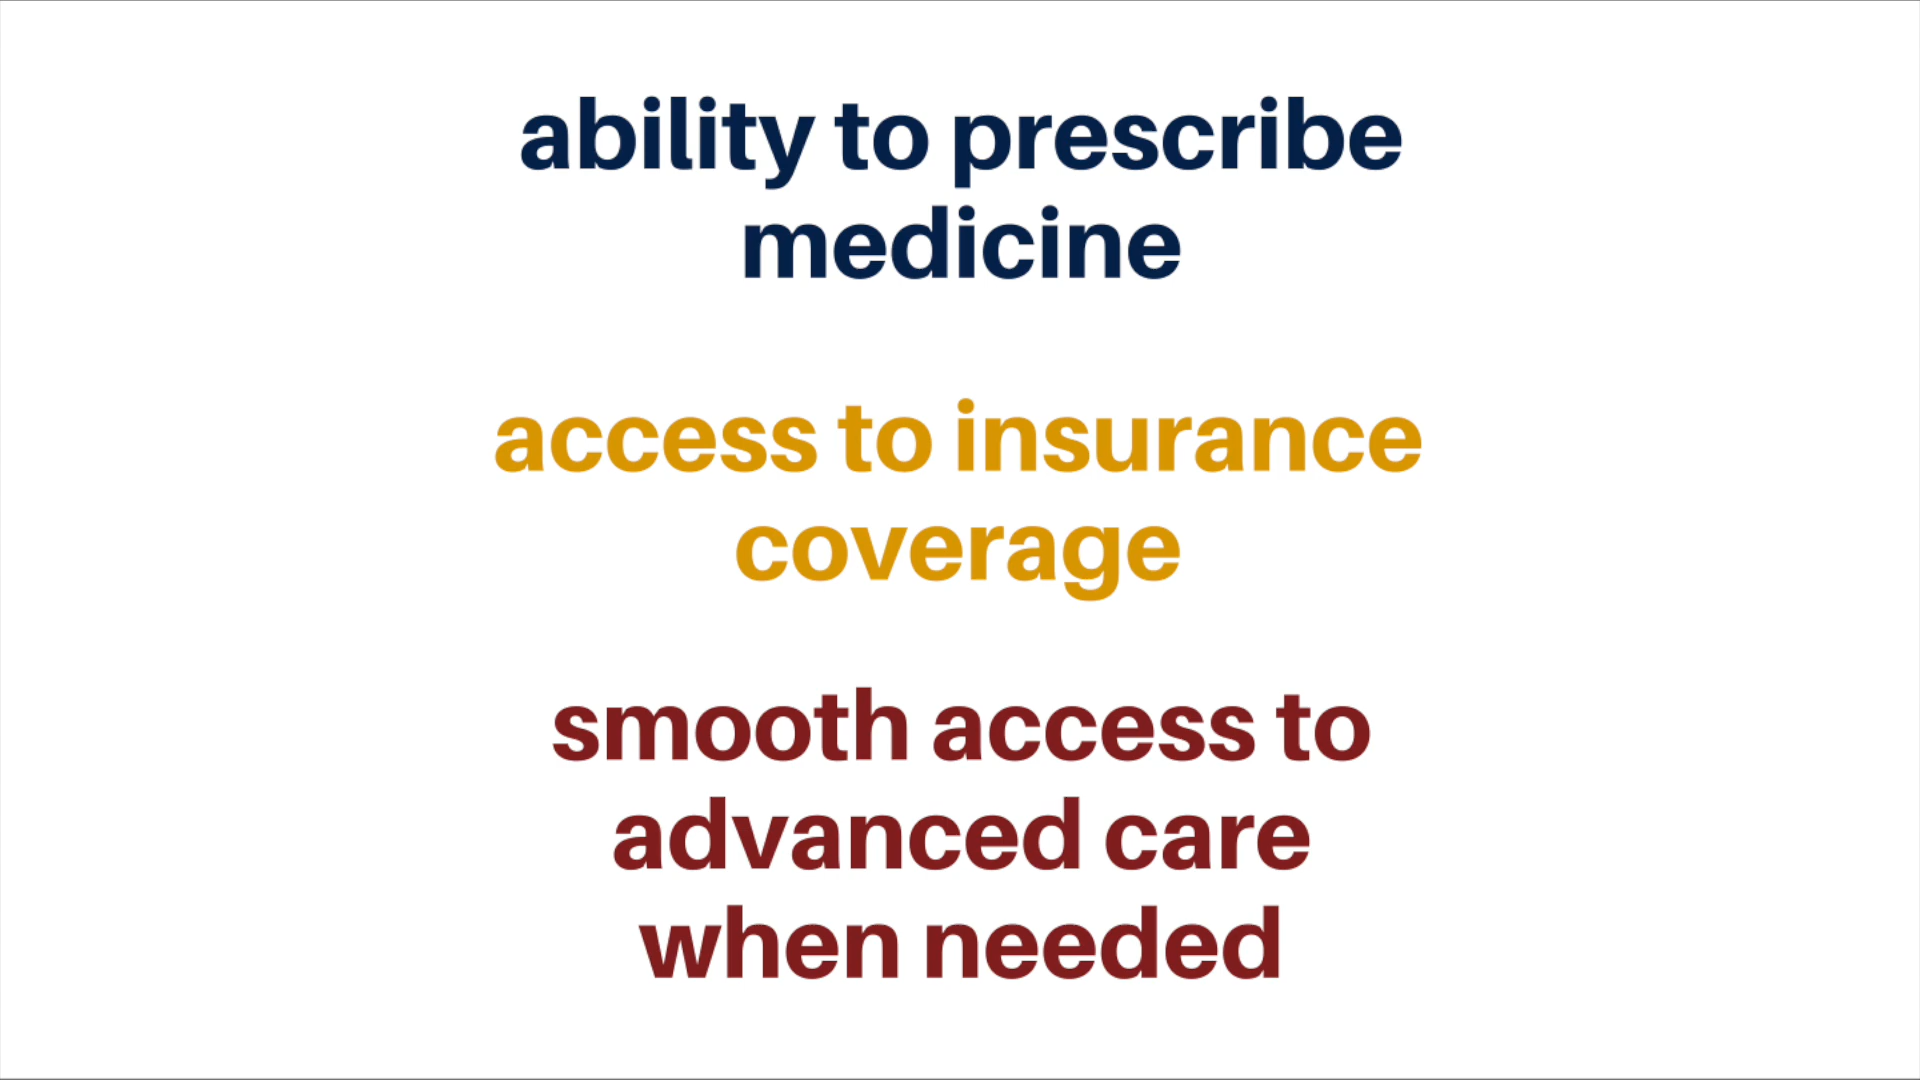 ability to prescribe
medicine
access to insurance
coverage
smooth access to
advanced care
when needed